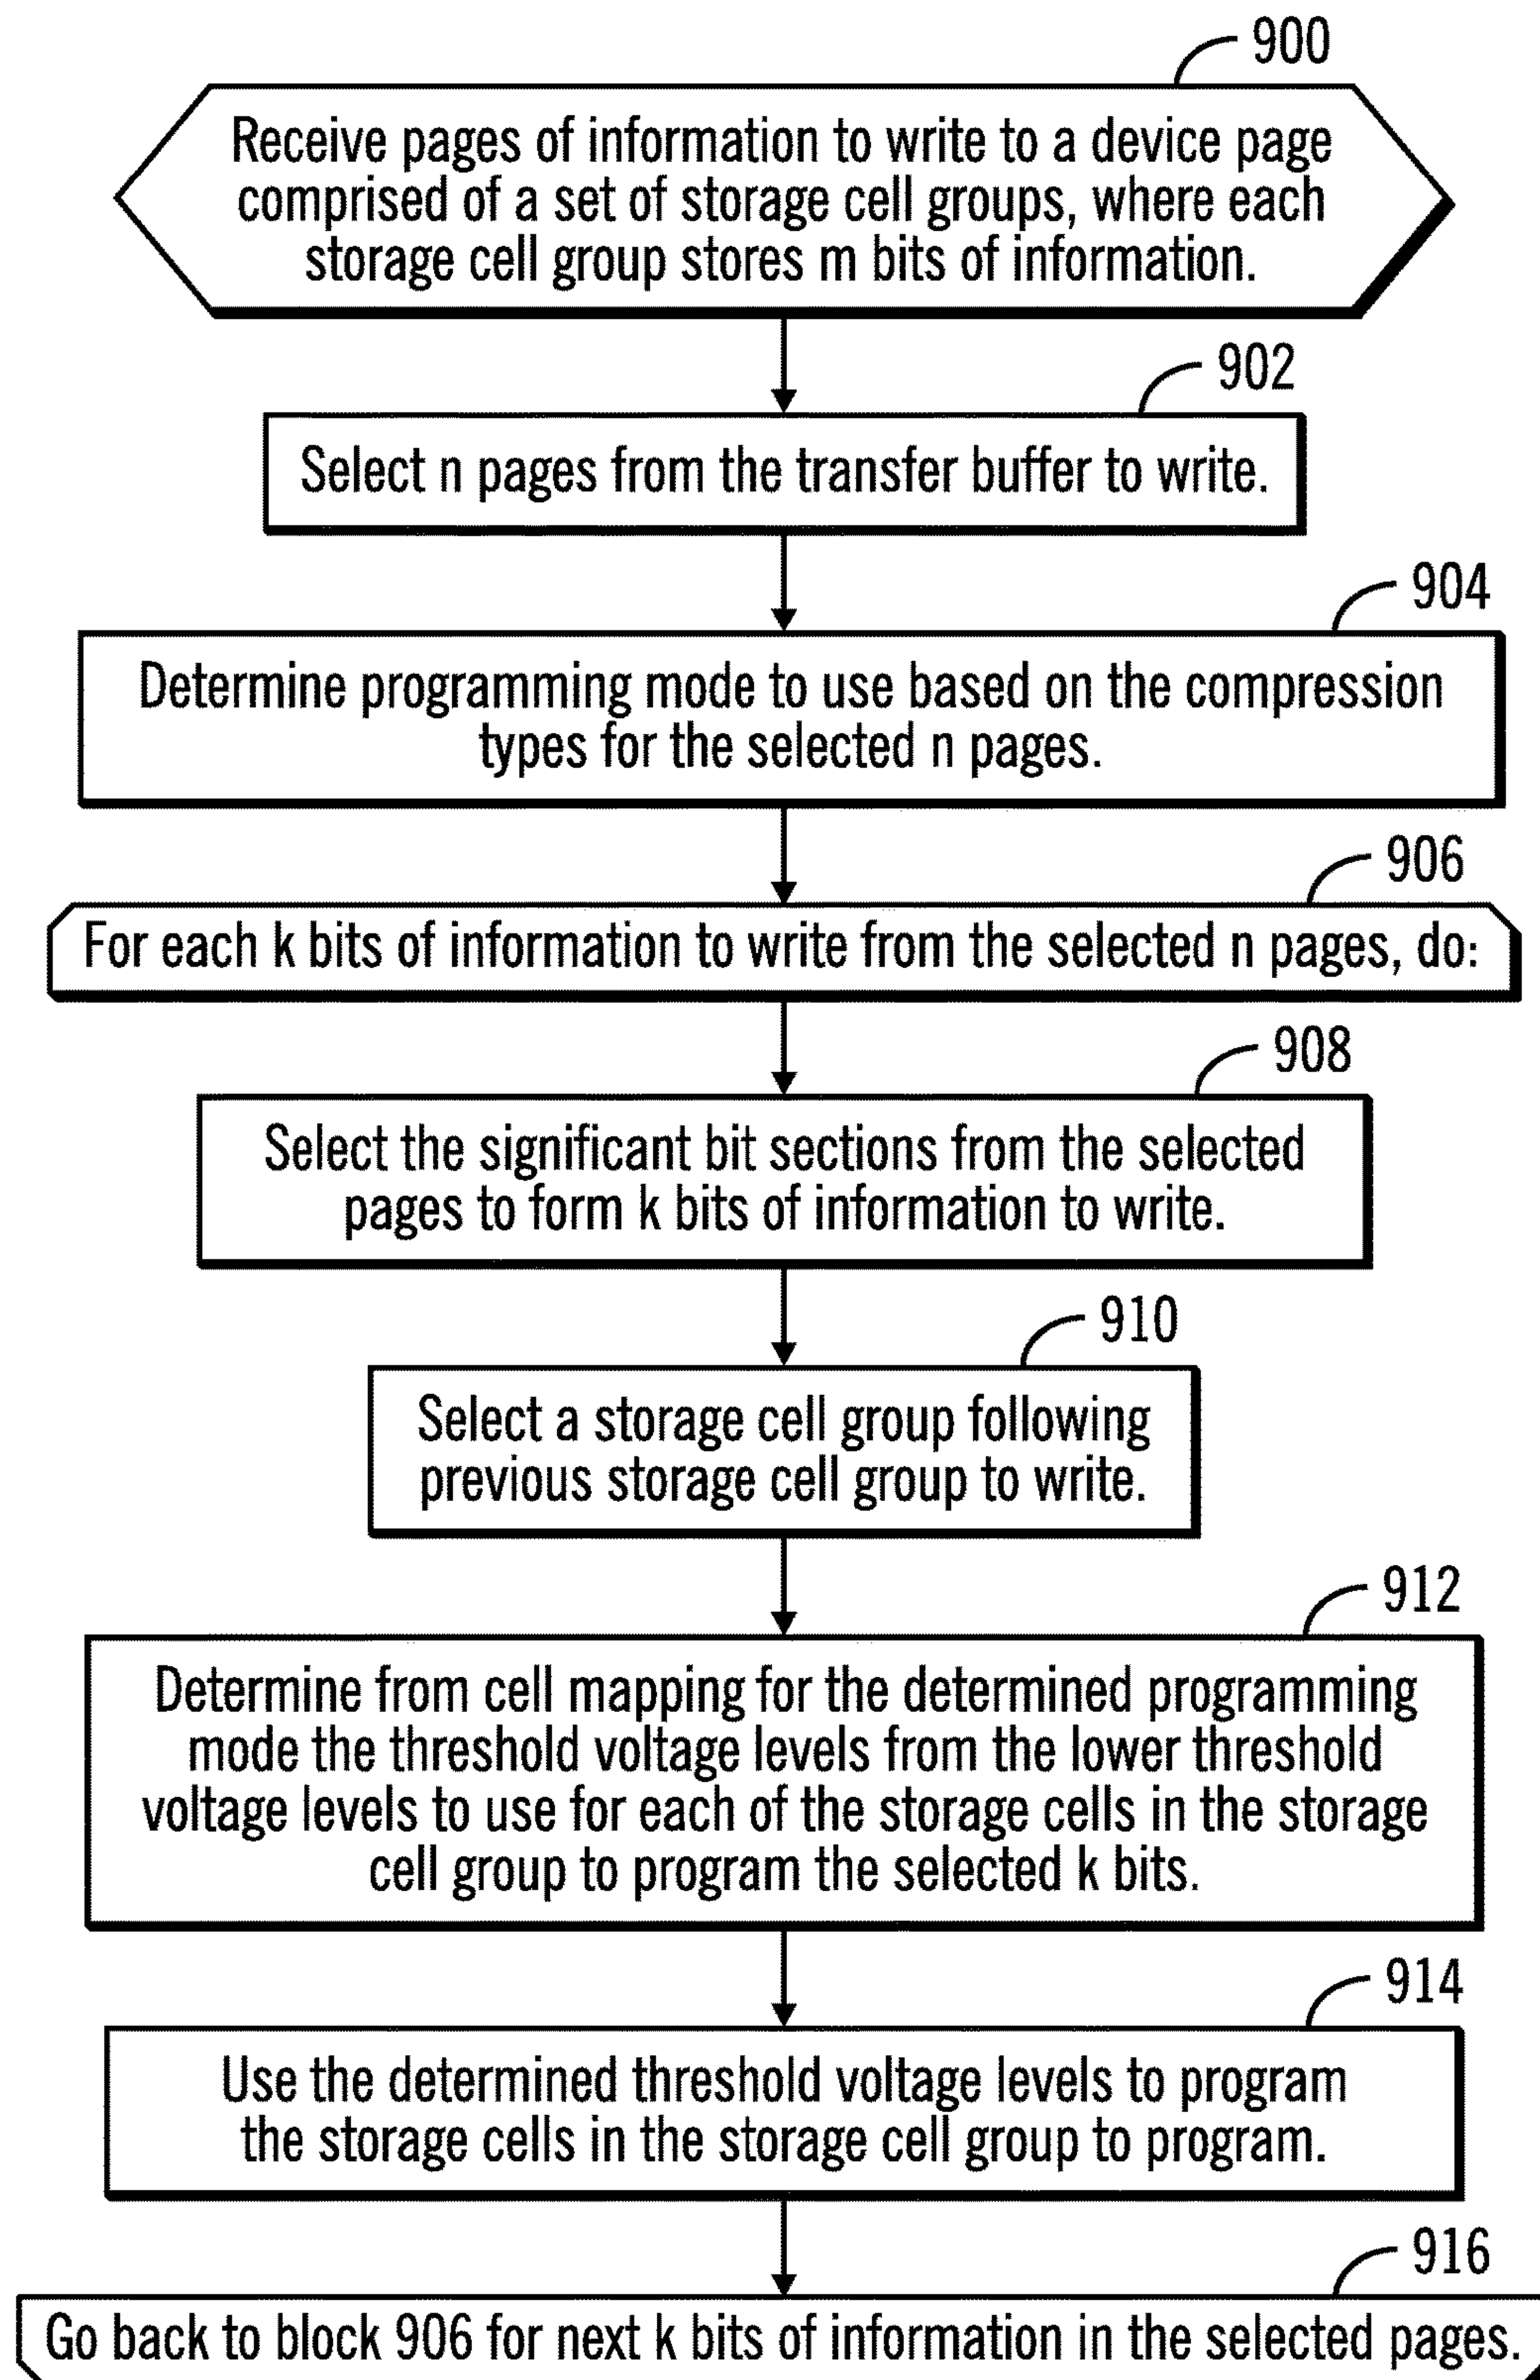 900
Receive pages of information to write to a device page
comprised of a set of storage cell groups, where each
storage cell group stores m bits of information.
902
Select n pages from the transfer buffer to write.
904
Determine programming mode to use based on the compression
types for the selected n pages.
906
For each k bits of information to write from the selected n pages, do:
908
Select the significant bit sections from the selected
pages to form k bits of information to write.
910
Select a storage cell group following
previous storage cell group to write.
912
Determine from cell mapping for the determined programming
mode the threshold voltage levels from the lower threshold
voltage levels to use for each of the storage cells in the storage
cell group to program the selected k bits.
914
Use the determined threshold voltage levels to program
the storage cells in the storage cell group to program.
916
Go back to block 906 for next k bits of information in the selected pages.